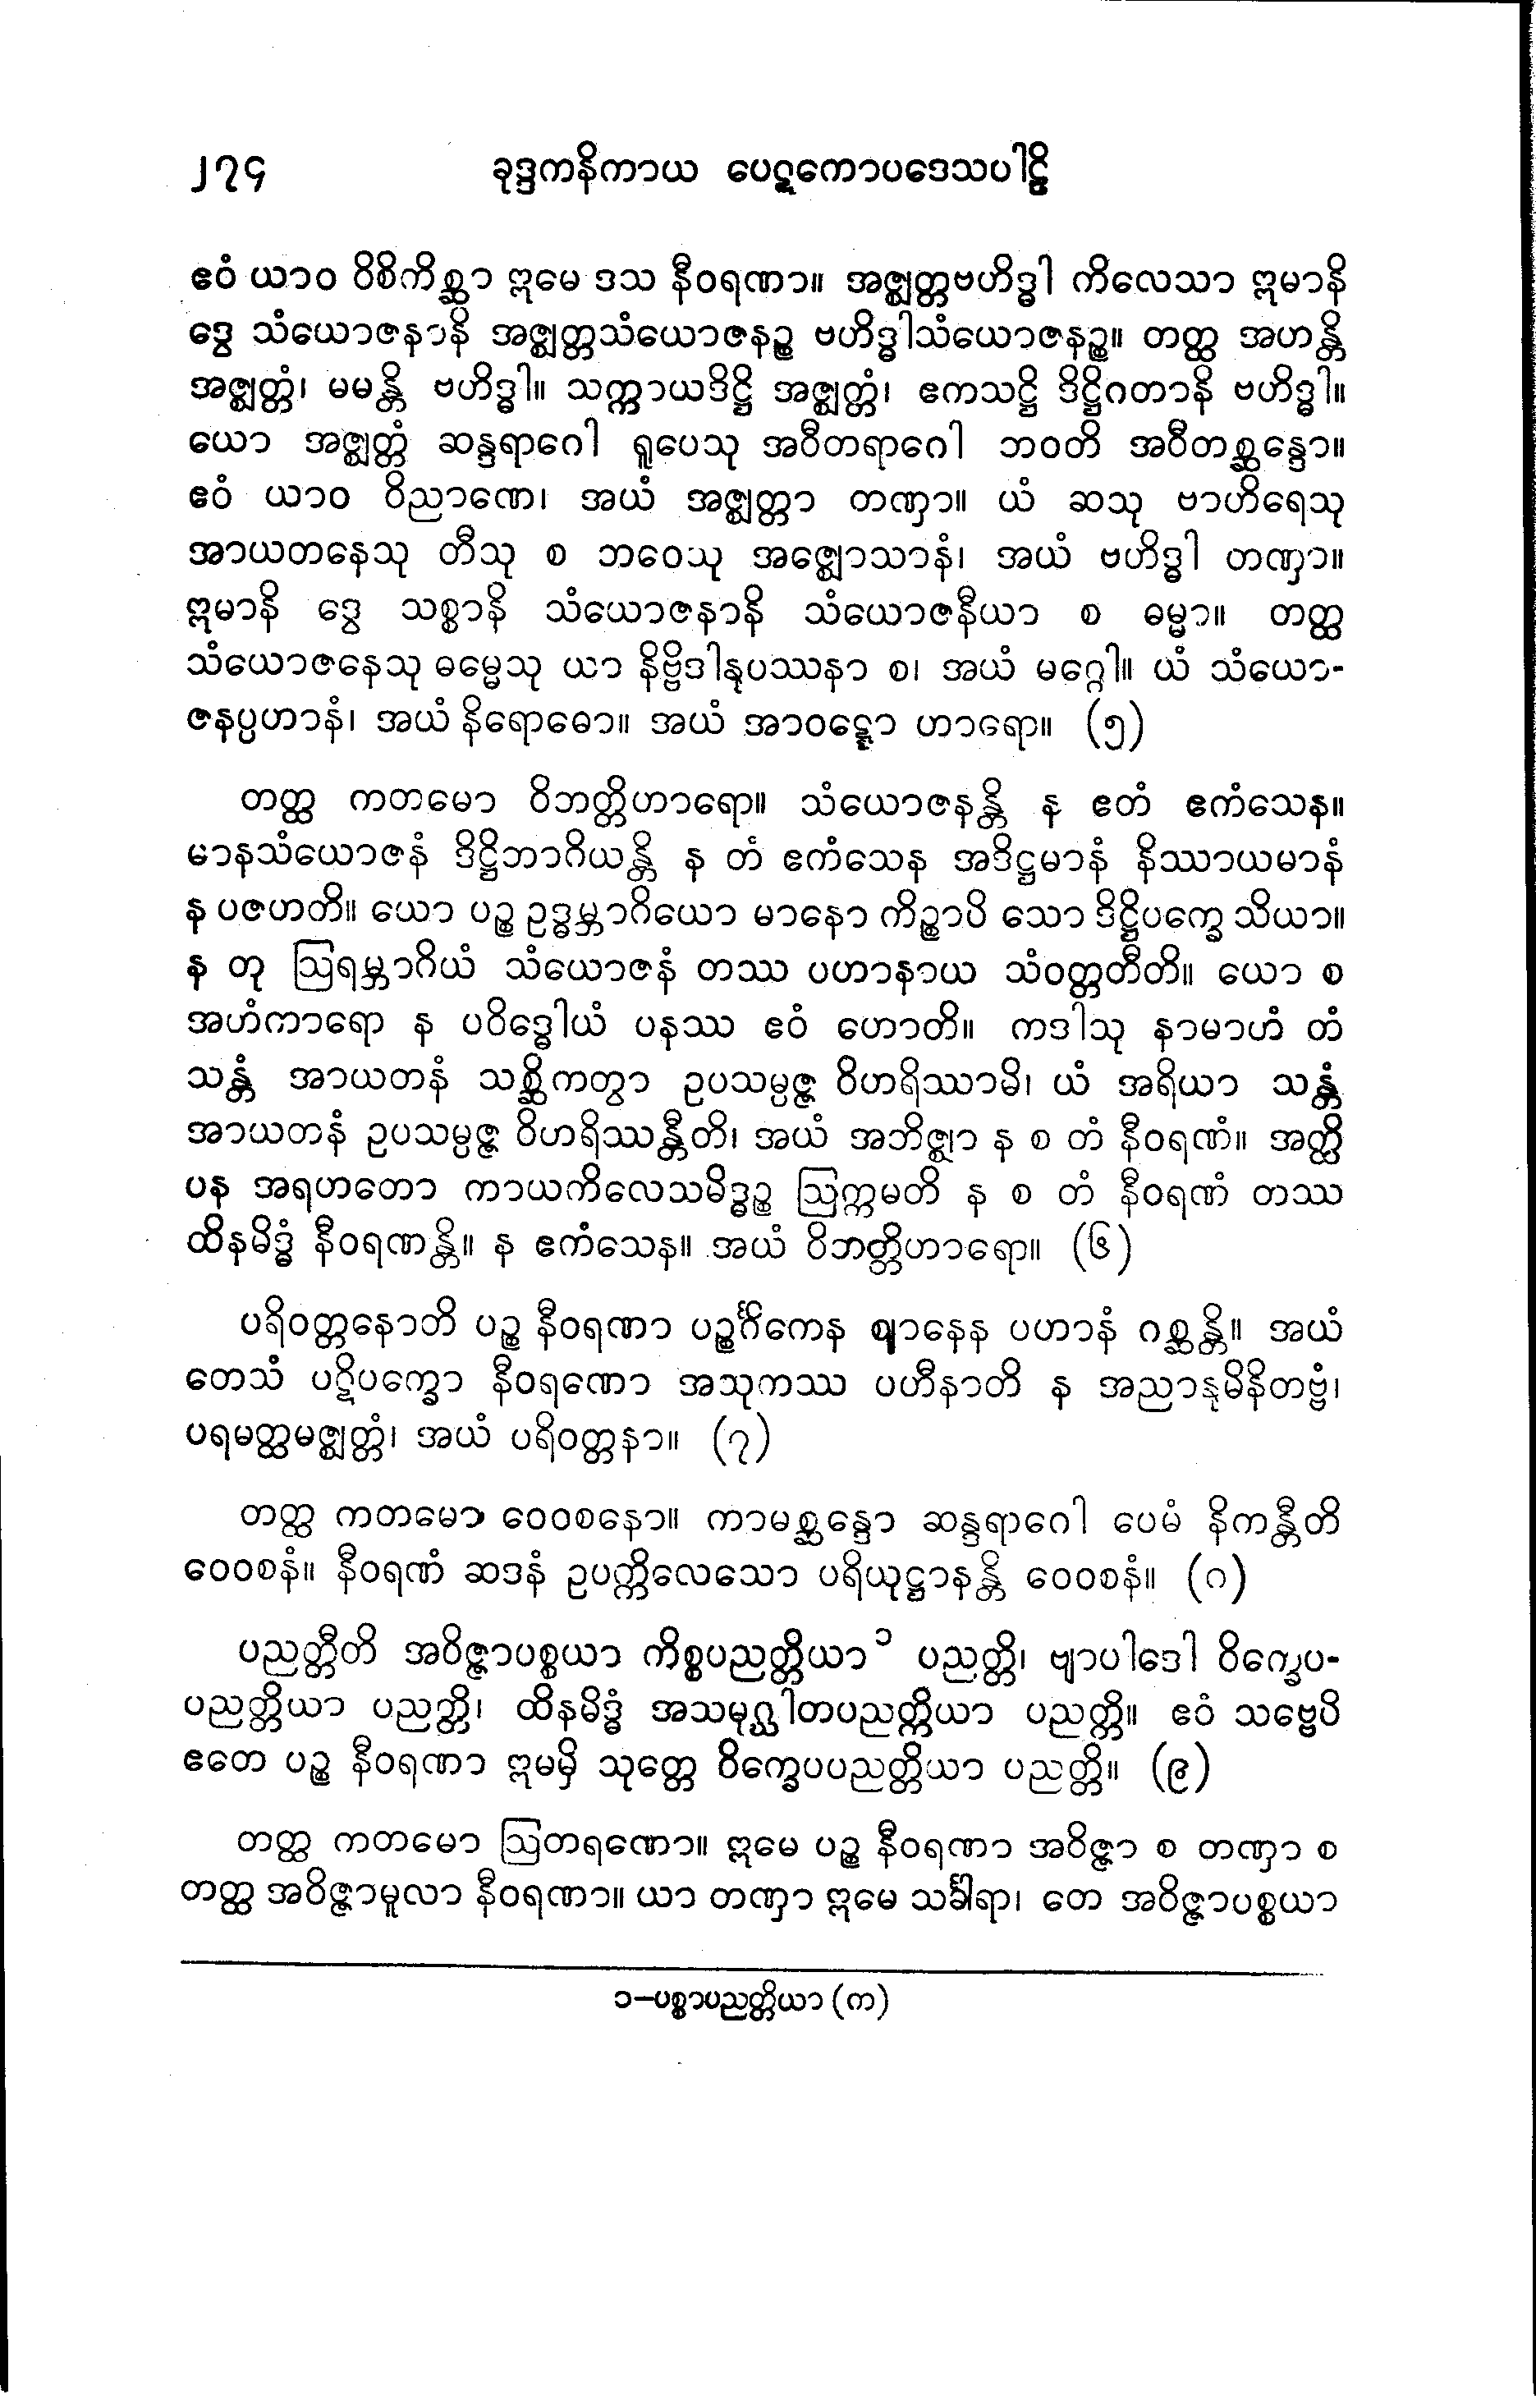 ၂၇၄ ခုဒ္ဒကနိကာယ ပေဋကောပဒေသပါဠိ
ဧဝံ ယာဝ ဝိစိကိစ္ဆာ ဣမေ ဒသ နီဝရဏာ။ အဇ္ဈတ္တဗဟိဒ္ဓါ ကိလေသာ ဣမာနိ
ဒွေ သံယောဇနာနိ အဇ္ဈတ္တသံယောဇနဉ္စ ဗဟိဒ္ဓါသံယောဇနဉ္စ။ တတ္ထ အဟန္တိ
အဇ္ဈတ္တံ၊ မမန္တိ ဗဟိဒ္ဓါ။ သက္ကာယဒိဋ္ဌိ အဇ္ဈတ္တံ၊ ဧကသဋ္ဌိ ဒိဋ္ဌိဂတာနိ ဗဟိဒ္ဓါ။
ယော အဇ္ဈတ္တံ ဆန္ဒရာဂေါ ရူပေသု အဝီတရာဂေါ ဘဝတိ အဝီတစ္ဆန္ဒော။
ဧဝံ ယာဝ ဝိညာဏေ၊ အယံ အဇ္ဈတ္တာ တဏှာ။ ယံ ဆသု ဗာဟိရေသု
အာယတနေသု တီသု စ ဘဝေသု အဇ္ဈောသာနံ၊ အယံ ဗဟိဒ္ဓါ တဏှာ။
ဣမာနိ ဒွေ သစ္စာနိ သံယောဇနာနိ သံယောဇနီယာ စ ဓမ္မာ။ တတ္ထ
သံယောဇနေသု ဓမ္မေသု ယာ နိဗ္ဗိဒါနုပဿနာ စ၊ အယံ မဂ္ဂေါ။ ယံ သံယော-
ဇနပ္ပဟာနံ၊ အယံ နိရောဓော။ အယံ အာဝဋ္ဋော ဟာရော။ (၅)
တတ္ထ ကတမော ဝိဘတ္တိဟာရော။ သံယောဇနန္တိ န ဧတံ ဧကံသေန။
မာနသံယောဇနံ ဒိဋ္ဌိဘာဂိယန္တိ န တံ ဧကံသေန အဒိဋ္ဌမာနံ နိဿာယမာနံ
န ပဇဟတိ။ ယော ပဉ္စ ဥဒ္ဓမ္ဘာဂိယော မာနော ကိဉ္စာပိ သော ဒိဋ္ဌိပက္ခေ သိယာ။
န တု ဩရမ္ဘာဂိယံ သံယောဇနံ တဿ ပဟာနာယ သံဝတ္တတီတိ။ ယော စ
အဟံကာရော န ပဝိဒ္ဓေါယံ ပနဿ ဧဝံ ဟောတိ။ ကဒါသု နာမာဟံ တံ
သန္တံ အာယတနံ သစ္ဆိကတွာ ဥပသမ္ပဇ္ဇ ဝိဟရိဿာမိ၊ ယံ အရိယာ သန္တံ
အာယတနံ ဥပသမ္ပဇ္ဇ ဝိဟရိဿန္တီတိ၊ အယံ အဘိဇ္ဈာ န စ တံ နီဝရဏံ။ အတ္ထိ
ပန အရဟတော ကာယကိလေသမိဒ္ဓဉ္စ ဩက္ကမတိ န စ တံ နီဝရဏံ တဿ
ထိနမိဒ္ဓံ နီဝရဏန္တိ။ န ဧကံသေန။ အယံ ဝိဘတ္တိဟာရော။ (၆)
ပရိဝတ္တနောတိ ပဉ္စ နီဝရဏာ ပဉ္စင်္ဂိကေန ဈာနေန ပဟာနံ ဂစ္ဆန္တိ။ အယံ
တေသံ ပဋိပက္ခော နီဝရဏော အသုကဿ ပဟီနာတိ န အညာနုမိနိတဗ္ဗံ၊
ပရမတ္ထမဇ္ဈတ္တံ၊ အယံ ပရိဝတ္တနာ။ (၇)
တတ္ထ ကတမော ဝေဝစနော။ ကာမစ္ဆန္ဒော ဆန္ဒရာဂေါ ပေမံ နိကန္တီတိ
ဝေဝစနံ။ နီဝရဏံ ဆဒနံ ဥပက္ကိလေသော ပရိယုဋ္ဌာနန္တိ ဝေဝစနံ။ (၈)
ပညတ္တီတိ အဝိဇ္ဇာပစ္စယာ ကိစ္စပညတ္တိယာ ၁ ပညတ္တိ၊ ဗျာပါဒေါ ဝိက္ခေပ-
ပညတ္တိယာ ပညတ္တိ၊ ထိနမိဒ္ဓံ အသမုဂ္ဃါတပညတ္တိယာ ပညတ္တိ။ ဧဝံ သဗ္ဗေပိ
ဧတေ ပဉ္စ နီဝရဏာ ဣမမှိ သုတ္တေ ဝိက္ခေပပညတ္တိယာ ပညတ္တိ။ (၉)
တတ္ထ ကတမော ဩတရဏော။ ဣမေ ပဉ္စ နီဝရဏာ အဝိဇ္ဇာ စ တဏှာ စ
တတ္ထ အဝိဇ္ဇာမူလာ နီဝရဏာ။ ယာ တဏှာ ဣမေ သင်္ခါရာ၊ တေ အဝိဇ္ဇာပစ္စယာ
၁-ပစ္ဆာပညတ္တိယာ (က)